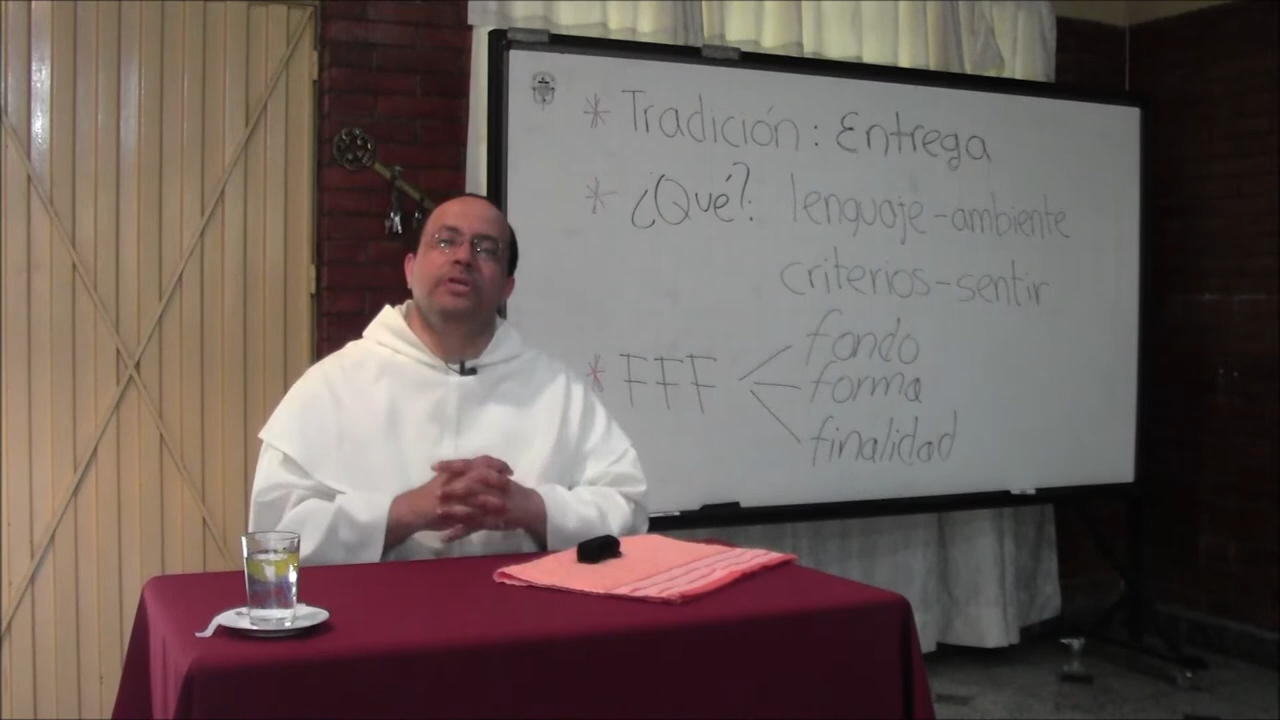 * Tradición: Entrega
* ¿Qué?: lenguaje-ambiente
criterios-sentir
* FFF
fondo
forma
finalidad